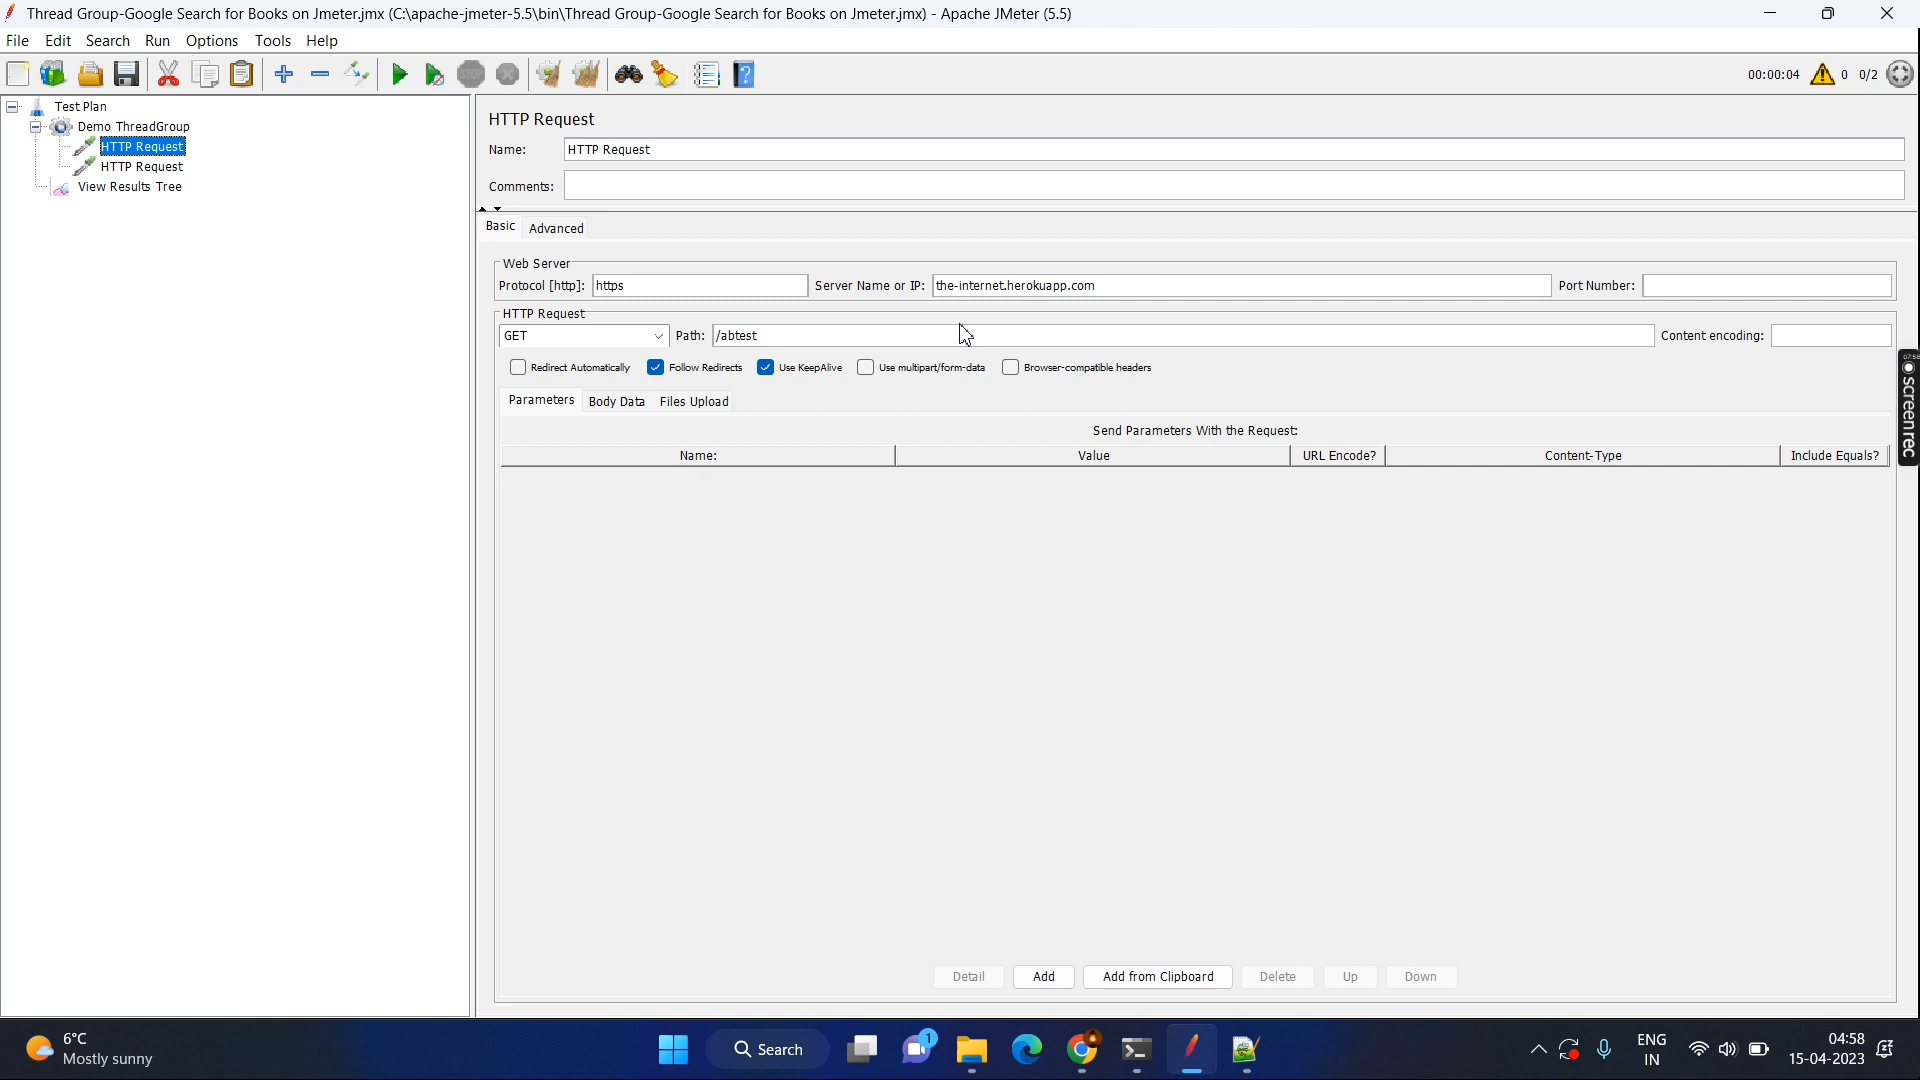 Thread Group-Google Search for Books on Jmeter.jmx (C:\apache-jmeter-5.5\bin\Thread Group-Google Search for Books on Jmeter.jmx) - Apache JMeter (5.5)
File Edit Search Run Options Tools Help
STOP 00:00:04 0 0/2
Test Plan
Demo ThreadGroup
HTTP Request
HTTP Request
View Results Tree
HTTP Request
Name: HTTP Request
Comments:
Basic Advanced
Web Server
Protocol [http]: https Server Name or IP: the-internet.herokuapp.com Port Number:
HTTP Request
GET Path: /abtest Content encoding:
Redirect Automatically Follow Redirects Use KeepAlive Use multipart/form-data Browser-compatible headers
Parameters Body Data Files Upload
Send Parameters With the Request:
Name: Value URL Encode? Content-Type Include Equals?
Detail Add Add from Clipboard Delete Up Down
07:58
screenrec
6°C
Mostly sunny
Search
1
ENG
IN
04:58
15-04-2023